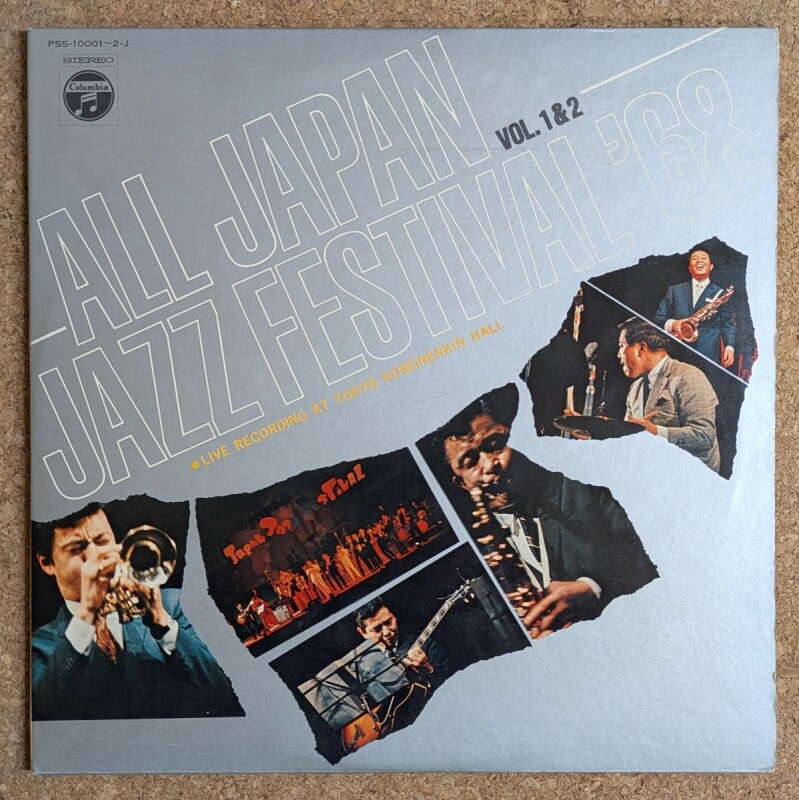 PSS-10001~2-J
STEREO
Columbia
ALL JAPAN
VOL. 1 & 2
JAZZ FESTIVAL '68
●LIVE RECORDING AT TOKYO KOSEINENKIN HALL
Japan